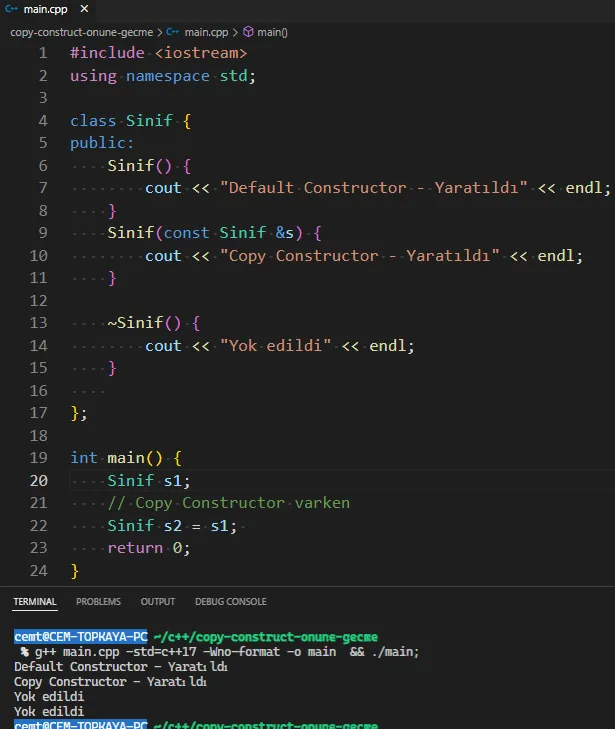 main.cpp ×
copy-construct-onune-gecme > main.cpp > main()
1 #include <iostream>
2 using namespace std;
3
4 class Sinif {
5 public:
6 Sinif() {
7 cout << "Default Constructor - Yaratıldı" << endl;
8 }
9 Sinif(const Sinif &s) {
10 cout << "Copy Constructor - Yaratıldı" << endl;
11 }
12
13 ~Sinif() {
14 cout << "Yok edildi" << endl;
15 }
16
17 };
18
19 int main() {
20 Sinif s1;
21 // Copy Constructor varken
22 Sinif s2 = s1;
23 return 0;
24 }
TERMINAL PROBLEMS OUTPUT DEBUG CONSOLE
cemt@CEM-TOPKAYA-PC ~/c++/copy-construct-onune-gecme
% g++ main.cpp -std=c++17 -Wno-format -o main && ./main;
Default Constructor - Yaratıldı
Copy Constructor - Yaratıldı
Yok edildi
Yok edildi
cemt@CEM-TOPKAYA-PC ~/c++/copy-construct-onune-gecme